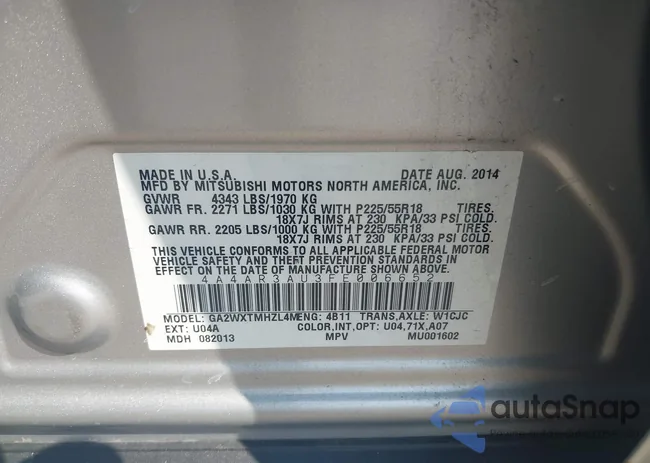 MADE IN U.S.A. DATE AUG. 2014
MFD BY MITSUBISHI MOTORS NORTH AMERICA, INC.
GVWR 4343 LBS/1970 KG
GAWR FR. 2271 LBS/1030 KG WITH P225/55R18 TIRES,
18X7J RIMS AT 230 KPA/33 PSI COLD.
GAWR RR. 2205 LBS/1000 KG WITH P225/55R18 TIRES,
18X7J RIMS AT 230 KPA/33 PSI COLD.
THIS VEHICLE CONFORMS TO ALL APPLICABLE FEDERAL MOTOR
VEHICLE SAFETY AND THEFT PREVENTION STANDARDS IN
EFFECT ON THE DATE OF MANUFACTURE SHOWN ABOVE.
4A4AR3AU3FE006652
MODEL: GA2WXTMHZL4M ENG: 4B11 TRANS,AXLE: W1CJC
EXT: U04A COLOR,INT,OPT: U04,71X,A07
MDH 082013 MPV MU001602
autaSnap